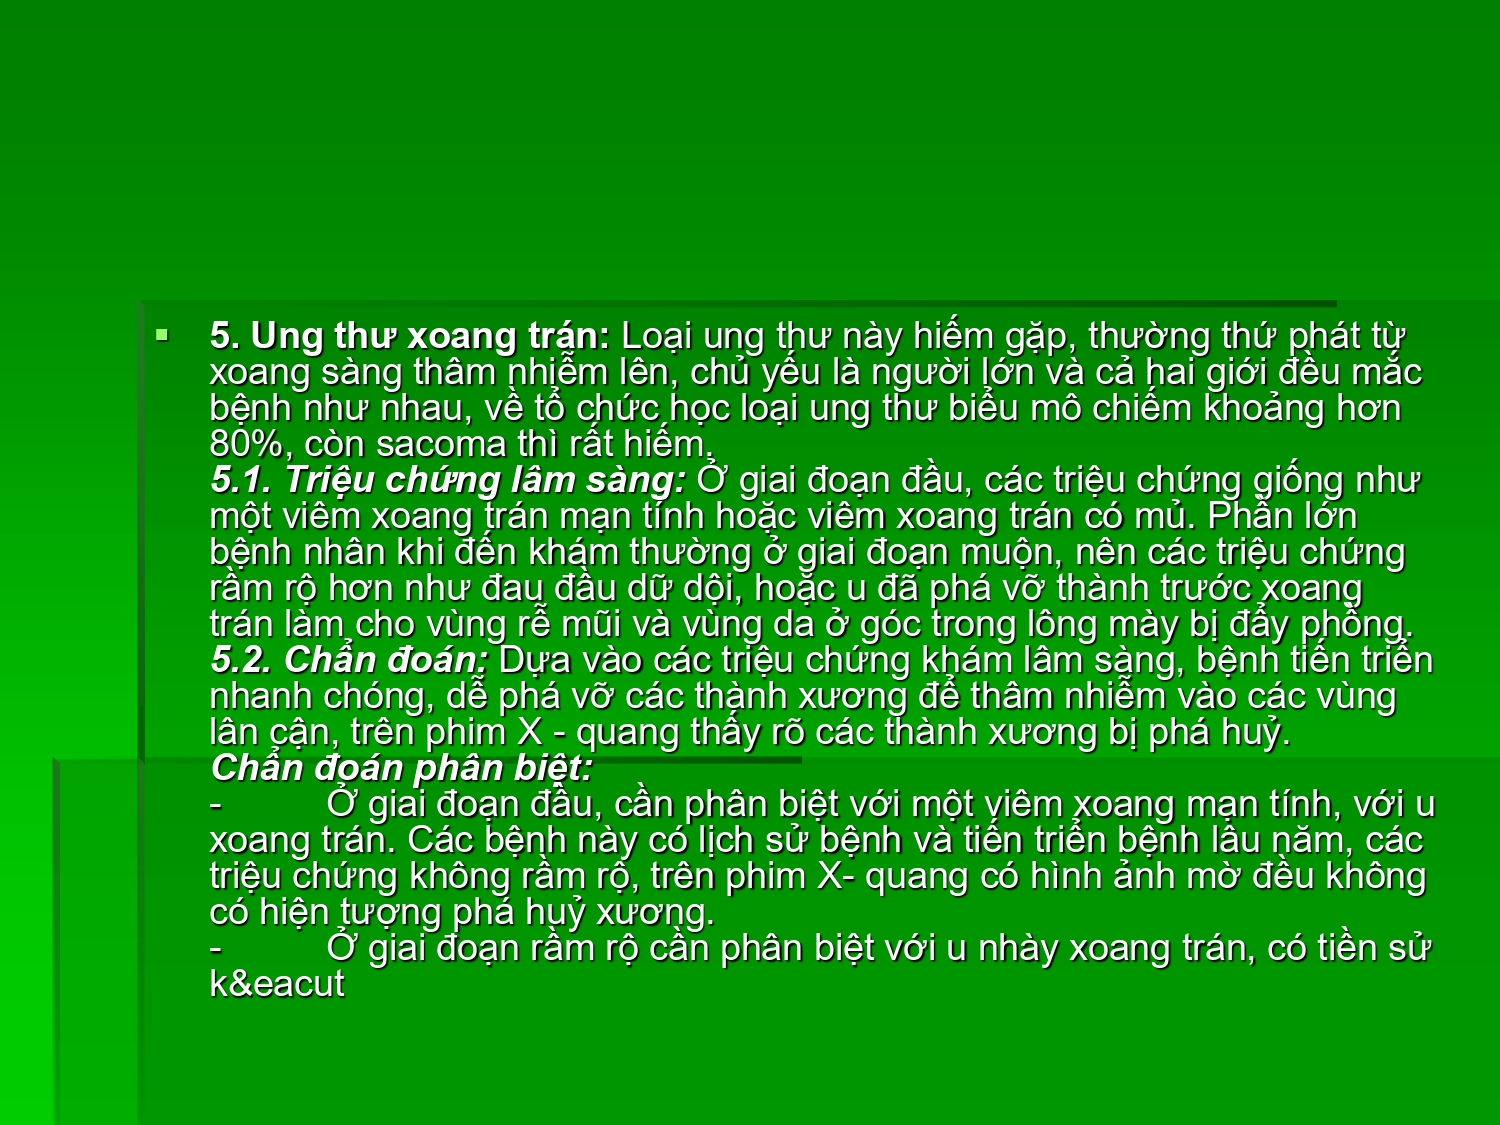 5. Ung thư xoang trán: Loại ung thư này hiếm gặp, thường thứ phát từ
xoang sàng thâm nhiễm lên, chủ yếu là người lớn và cả hai giới đều mắc
bệnh như nhau, về tổ chức học loại ung thư biểu mô chiếm khoảng hơn
80%, còn sacoma thì rất hiếm.
5.1. Triệu chứng lâm sàng: Ở giai đoạn đầu, các triệu chứng giống như
một viêm xoang trán mạn tính hoặc viêm xoang trán có mủ. Phần lớn
bệnh nhân khi đến khám thường ở giai đoạn muộn, nên các triệu chứng
rầm rộ hơn như đau đầu dữ dội, hoặc u đã phá vỡ thành trước xoang
trán làm cho vùng rễ mũi và vùng da ở góc trong lông mày bị đẩy phồng.
5.2. Chẩn đoán: Dựa vào các triệu chứng khám lâm sàng, bệnh tiến triển
nhanh chóng, dễ phá vỡ các thành xương để thâm nhiễm vào các vùng
lân cận, trên phim X - quang thấy rõ các thành xương bị phá huỷ.
Chẩn đoán phân biệt:
- Ở giai đoạn đầu, cần phân biệt với một viêm xoang mạn tính, với u
xoang trán. Các bệnh này có lịch sử bệnh và tiến triển bệnh lâu năm, các
triệu chứng không rầm rộ, trên phim X- quang có hình ảnh mờ đều không
có hiện tượng phá huỷ xương.
- Ở giai đoạn rầm rộ cần phân biệt với u nhày xoang trán, có tiền sử
k&eacut